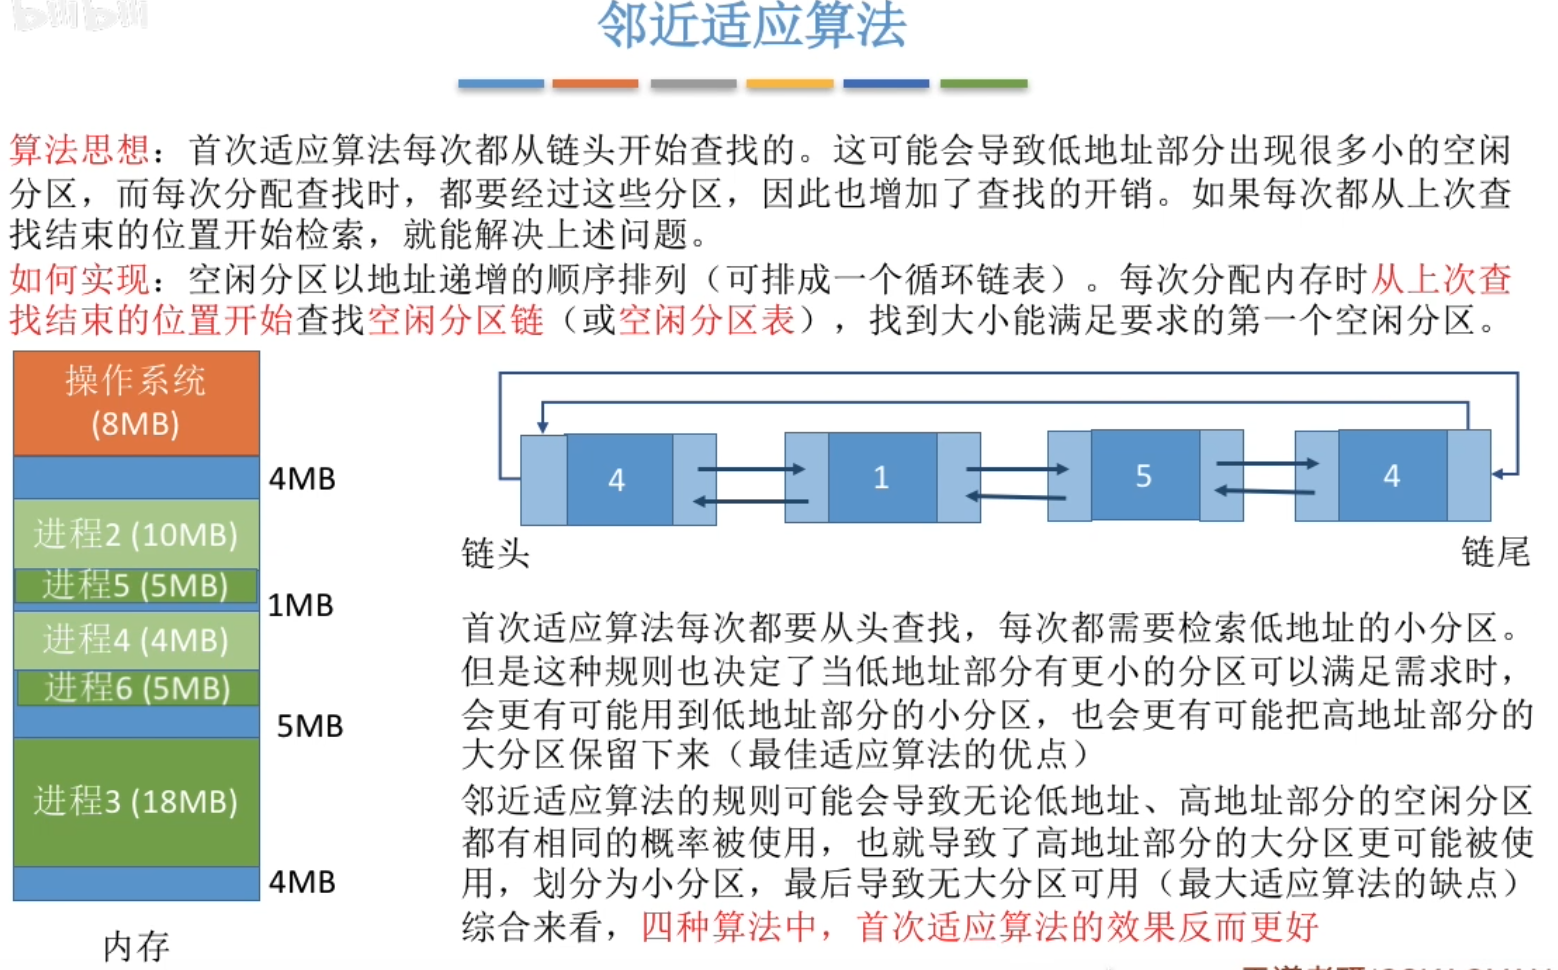 bilibili
邻近适应算法
算法思想：首次适应算法每次都从链头开始查找的。这可能会导致低地址部分出现很多小的空闲
分区，而每次分配查找时，都要经过这些分区，因此也增加了查找的开销。如果每次都从上次查
找结束的位置开始检索，就能解决上述问题。
如何实现：空闲分区以地址递增的顺序排列（可排成一个循环链表）。每次分配内存时从上次查
找结束的位置开始查找空闲分区链（或空闲分区表），找到大小能满足要求的第一个空闲分区。
操作系统
(8MB)
4MB
进程2 (10MB)
进程5 (5MB)
1MB
进程4 (4MB)
进程6 (5MB)
5MB
进程3 (18MB)
4MB
内存
4
1
5
4
链头
链尾
首次适应算法每次都要从头查找，每次都需要检索低地址的小分区。
但是这种规则也决定了当低地址部分有更小的分区可以满足需求时，
会更有可能用到低地址部分的小分区，也会更有可能把高地址部分的
大分区保留下来（最佳适应算法的优点）
邻近适应算法的规则可能会导致无论低地址、高地址部分的空闲分区
都有相同的概率被使用，也就导致了高地址部分的大分区更可能被使
用，划分为小分区，最后导致无大分区可用（最大适应算法的缺点）
综合来看，四种算法中，首次适应算法的效果反而更好